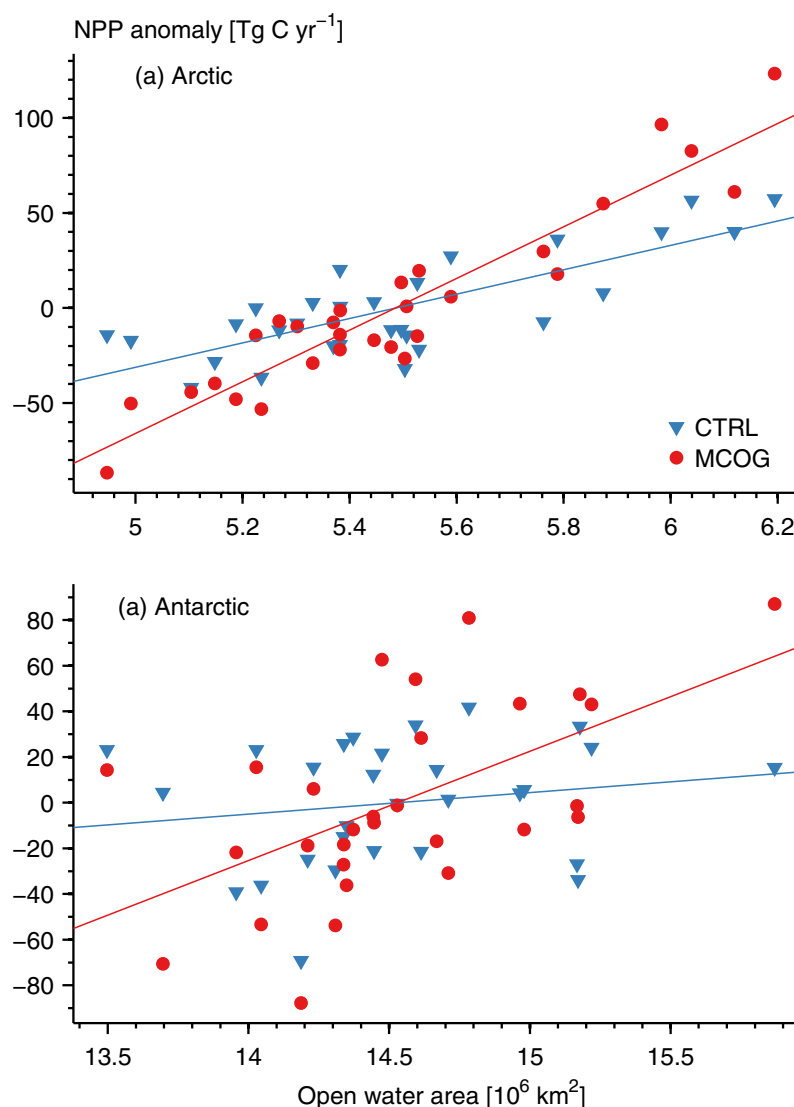 NPP anomaly [Tg C yr⁻¹]
(a) Arctic
100
50
0
−50
CTRL
MCOG
5 5.2 5.4 5.6 5.8 6 6.2
(a) Antarctic
80
60
40
20
0
−20
−40
−60
−80
13.5 14 14.5 15 15.5
Open water area [10⁶ km²]